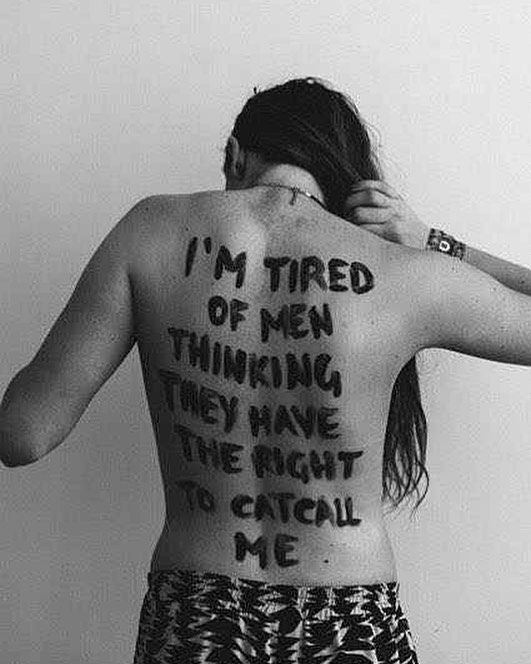 I'M TIRED
OF MEN
THINKING
THEY HAVE
THE RIGHT
TO CATCALL
ME